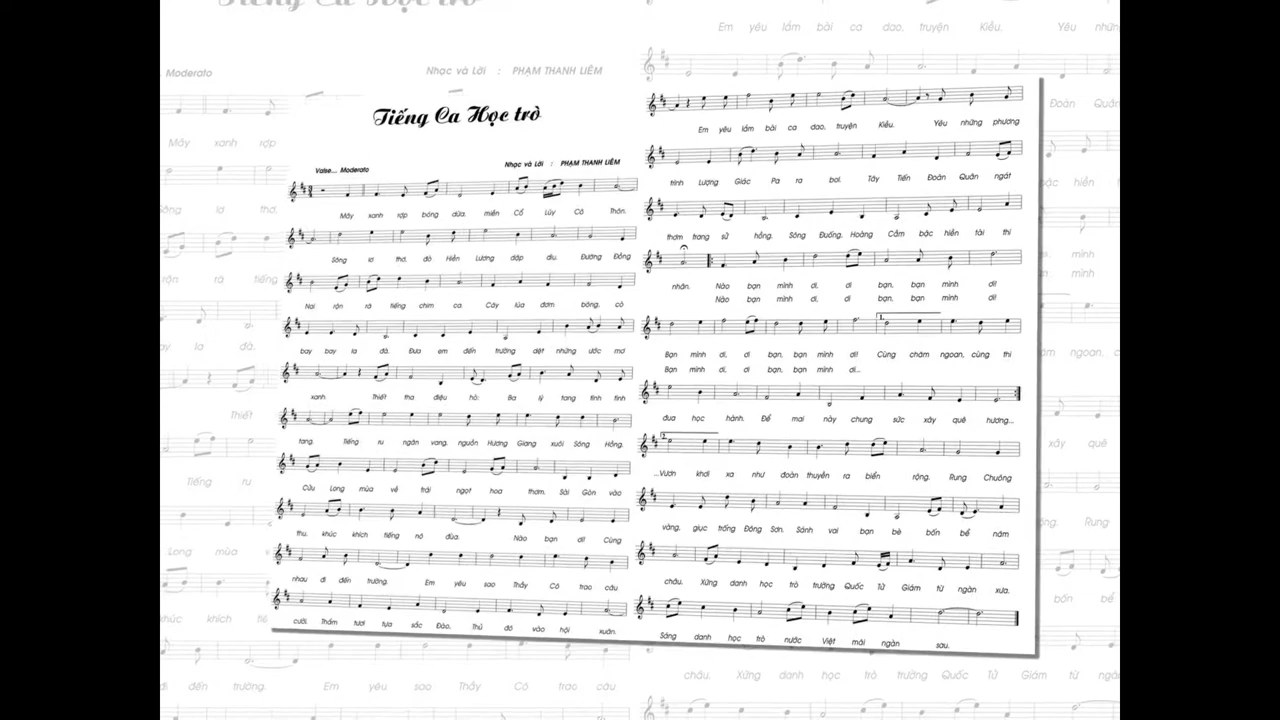 Tiếng Ca Học trò
Valse... Moderato
Nhạc và Lời : PHẠM THANH LIÊM
Mây xanh rợp bóng dừa, miền Cổ Lũy Cô Thôn.
Sông lơ thơ, đò Hiền Lương dập dìu. Đường Đồng
Nai rộn rã tiếng chim ca. Cây lúa đơm bông, cò
bay bay la đà. Đưa em đến trường dệt những ước mơ
xanh. Thiết tha điệu hò: Ba lý tang tình tình
tang. Tiếng ru ngân vang, nguồn Hương Giang xuôi Sông Hồng.
Cửu Long mùa về trái ngọt hoa thơm. Sài Gòn vào
thu, khúc khích tiếng nô đùa. Nào bạn ơi! Cùng
nhau đi đến trường. Em yêu sao Thầy Cô trao câu
cười. Thắm tươi tựa sắc Đào, Thủ đô vào hội xuân.
Em yêu lắm bài ca dao, truyện Kiều. Yêu những phương
trình Lượng Giác Pa ra bol. Tây Tiến Đoàn Quân ngát
thơm trang sử hồng. Sông Đuống, Hoàng Cầm bậc hiền tài thi
nhân. Nào bạn mình ơi, ơi bạn, bạn mình ơi!
Nào bạn mình ơi, ơi bạn, bạn mình ơi!
1.
Bạn mình ơi, ơi bạn, bạn mình ơi! Cùng chăm ngoan, cùng thi
Bạn mình ơi, ơi bạn, bạn mình ơi...
đua học hành. Để mai này chung sức xây quê hương...
2.
...Vươn khơi xa như đoàn thuyền ra biển rộng. Rung Chuông
vàng, giục trống Đông Sơn. Sánh vai bạn bè bốn bể năm
châu. Xứng danh học trò trường Quốc Tử Giám từ ngàn xưa.
Sáng danh học trò nước Việt mãi ngàn sau.